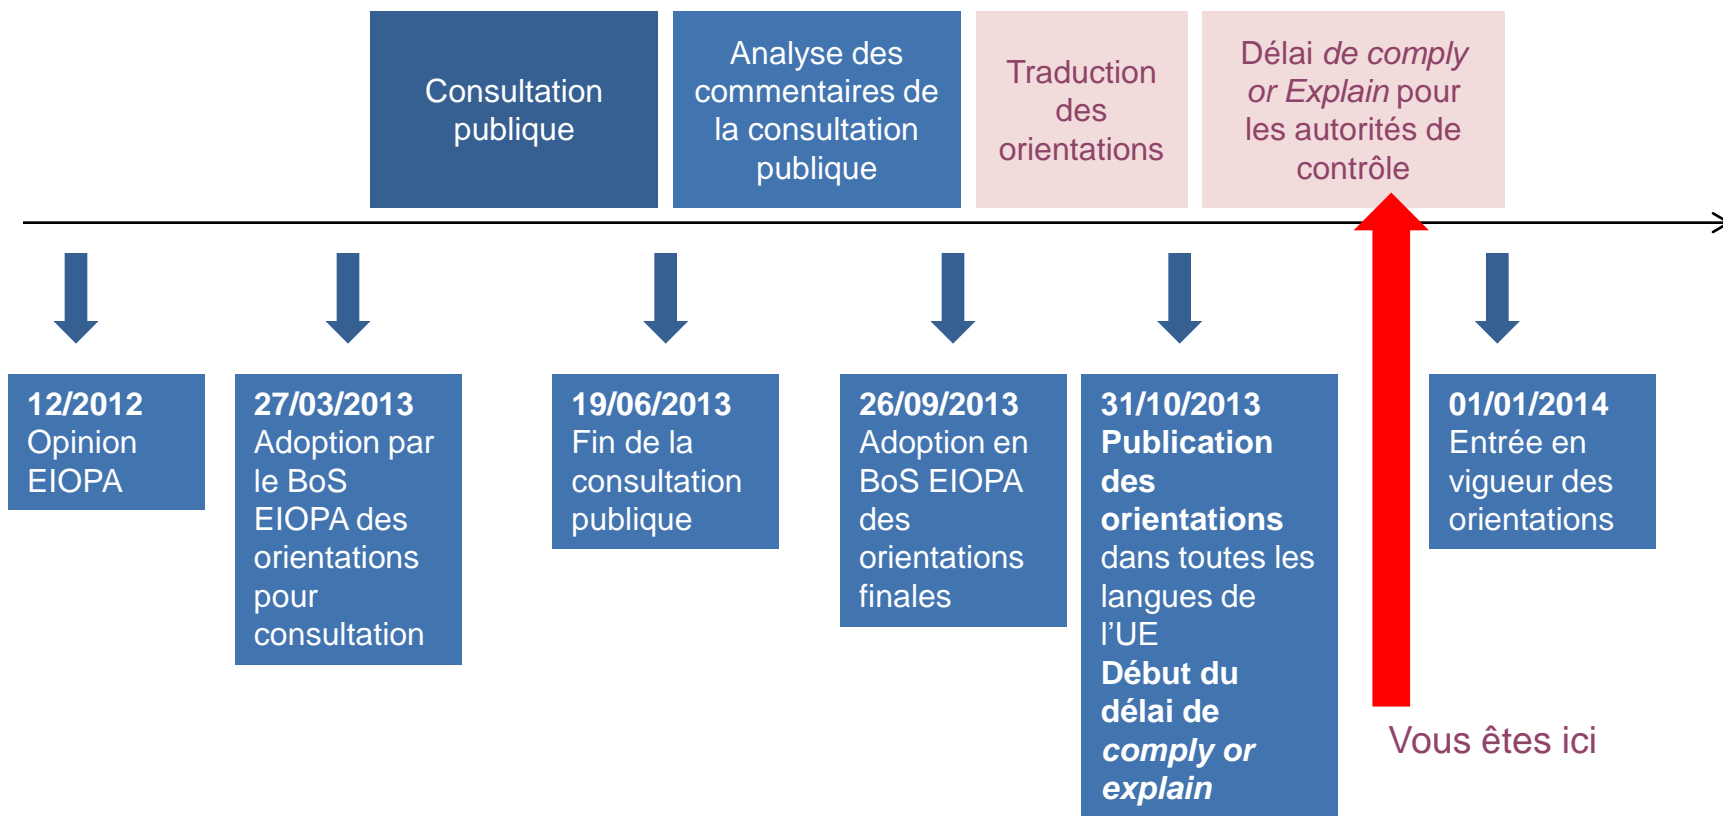 Consultation
publique
Analyse des
commentaires de
la consultation
publique
Traduction
des
orientations
Délai de comply
or Explain pour
les autorités de
contrôle
12/2012
Opinion
EIOPA
27/03/2013
Adoption par
le BoS
EIOPA des
orientations
pour
consultation
19/06/2013
Fin de la
consultation
publique
26/09/2013
Adoption en
BoS EIOPA
des
orientations
finales
31/10/2013
Publication
des
orientations
dans toutes les
langues de
l’UE
Début du
délai de
comply or
explain
01/01/2014
Entrée en
vigueur des
orientations
Vous êtes ici